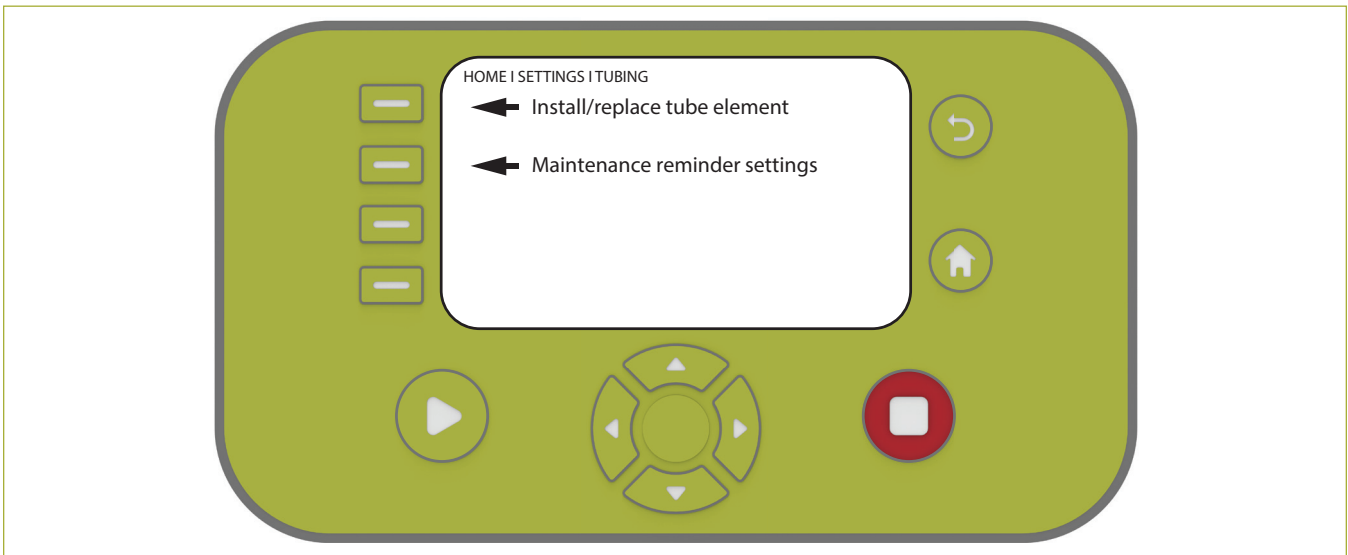 HOME I SETTINGS I TUBING
Install/replace tube element
Maintenance reminder settings